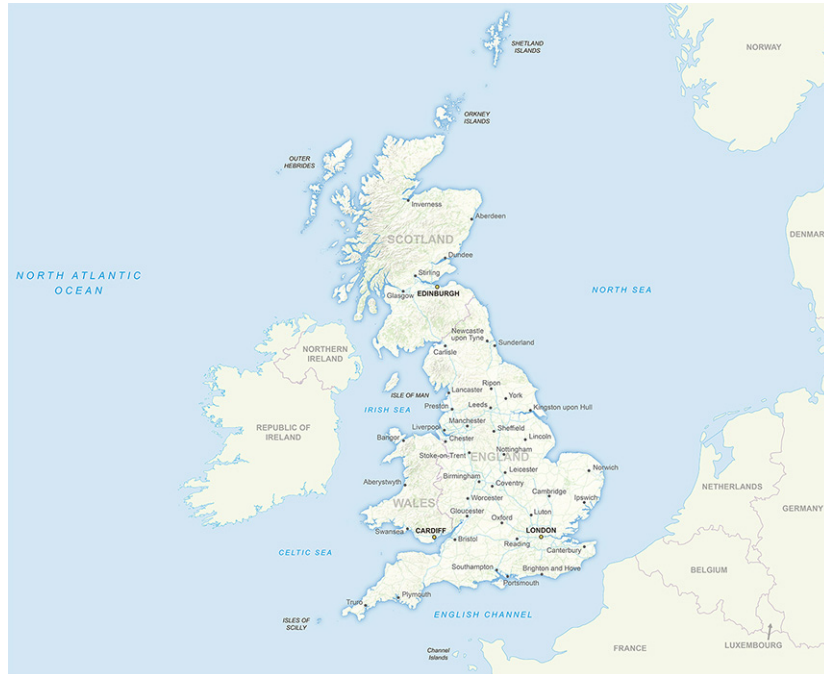 SHETLAND
ISLANDS
NORWAY
ORKNEY
ISLANDS
OUTER
HEBRIDES
Inverness
Aberdeen
SCOTLAND
DENMAR
Dundee
NORTH ATLANTIC
OCEAN
Stirling
Glasgow
EDINBURGH
NORTH SEA
Newcastle
upon Tyne
Sunderland
Carlisle
NORTHERN
IRELAND
ISLE OF MAN
Ripon
Lancaster
York
IRISH SEA
Preston
Leeds
Kingston upon Hull
REPUBLIC OF
IRELAND
Manchester
Liverpool
Sheffield
Bangor
Chester
Lincoln
Stoke-on-Trent
Nottingham
ENGLAND
Norwich
Leicester
Aberystwyth
Birmingham
Coventry
NETHERLANDS
Cambridge
Worcester
Ipswich
WALES
GERMANY
Gloucester
Luton
Oxford
Swansea
CARDIFF
LONDON
Bristol
Reading
CELTIC SEA
Canterbury
Southampton
Brighton and Hove
BELGIUM
Portsmouth
Truro
Plymouth
ENGLISH CHANNEL
ISLES OF
SCILLY
Channel
Islands
FRANCE
LUXEMBOURG